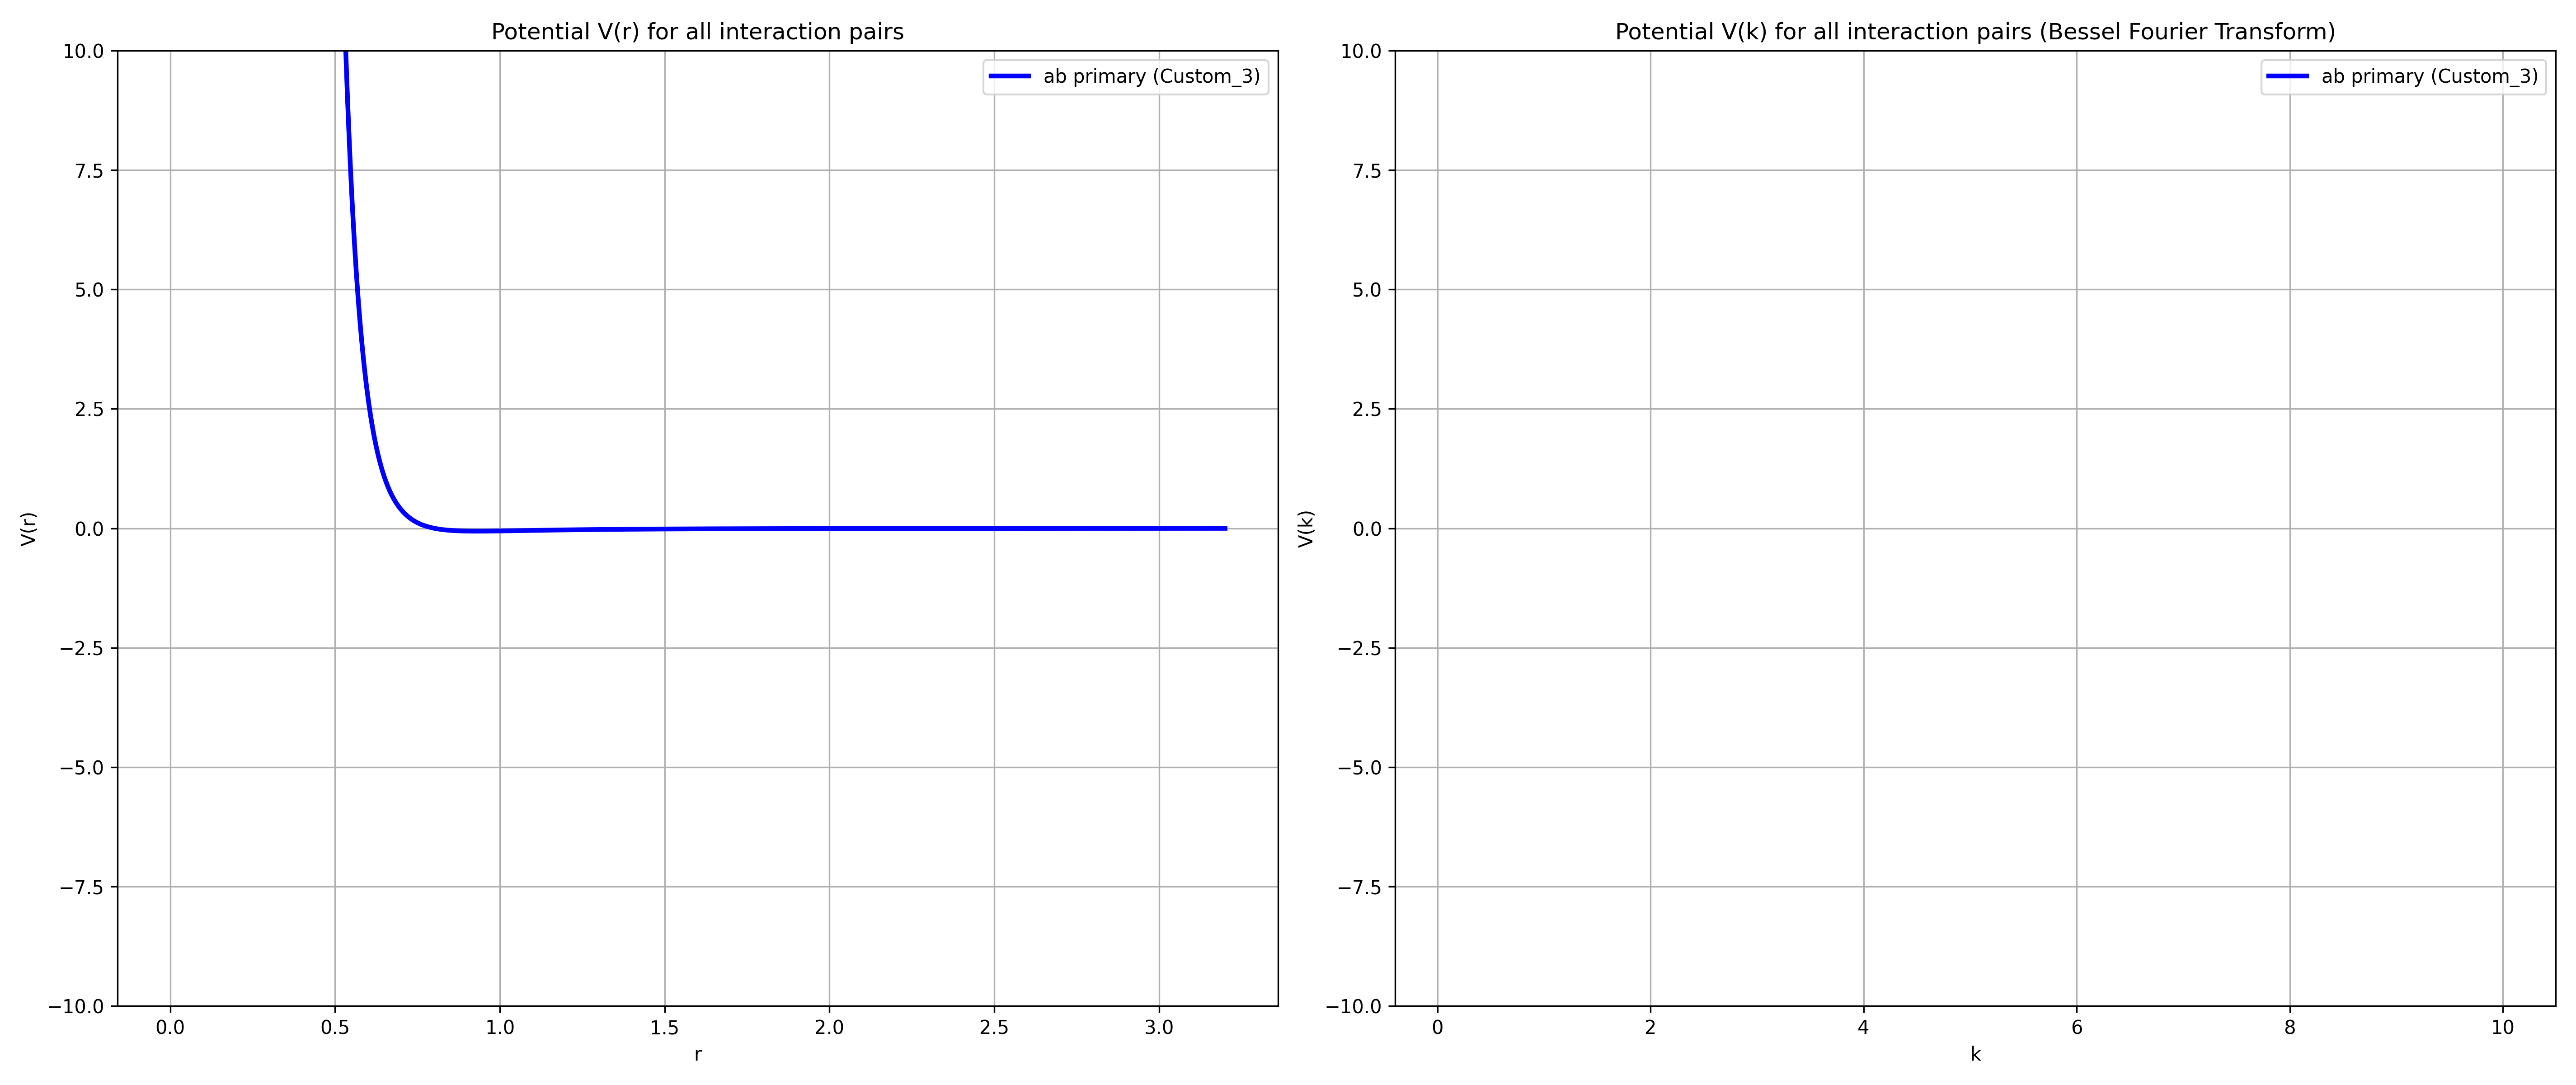 Potential V(r) for all interaction pairs
ab primary (Custom_3)
V(r)
10.0
7.5
5.0
2.5
0.0
−2.5
−5.0
−7.5
−10.0
0.0 0.5 1.0 1.5 2.0 2.5 3.0
r
Potential V(k) for all interaction pairs (Bessel Fourier Transform)
ab primary (Custom_3)
V(k)
10.0
7.5
5.0
2.5
0.0
−2.5
−5.0
−7.5
−10.0
0 2 4 6 8 10
k